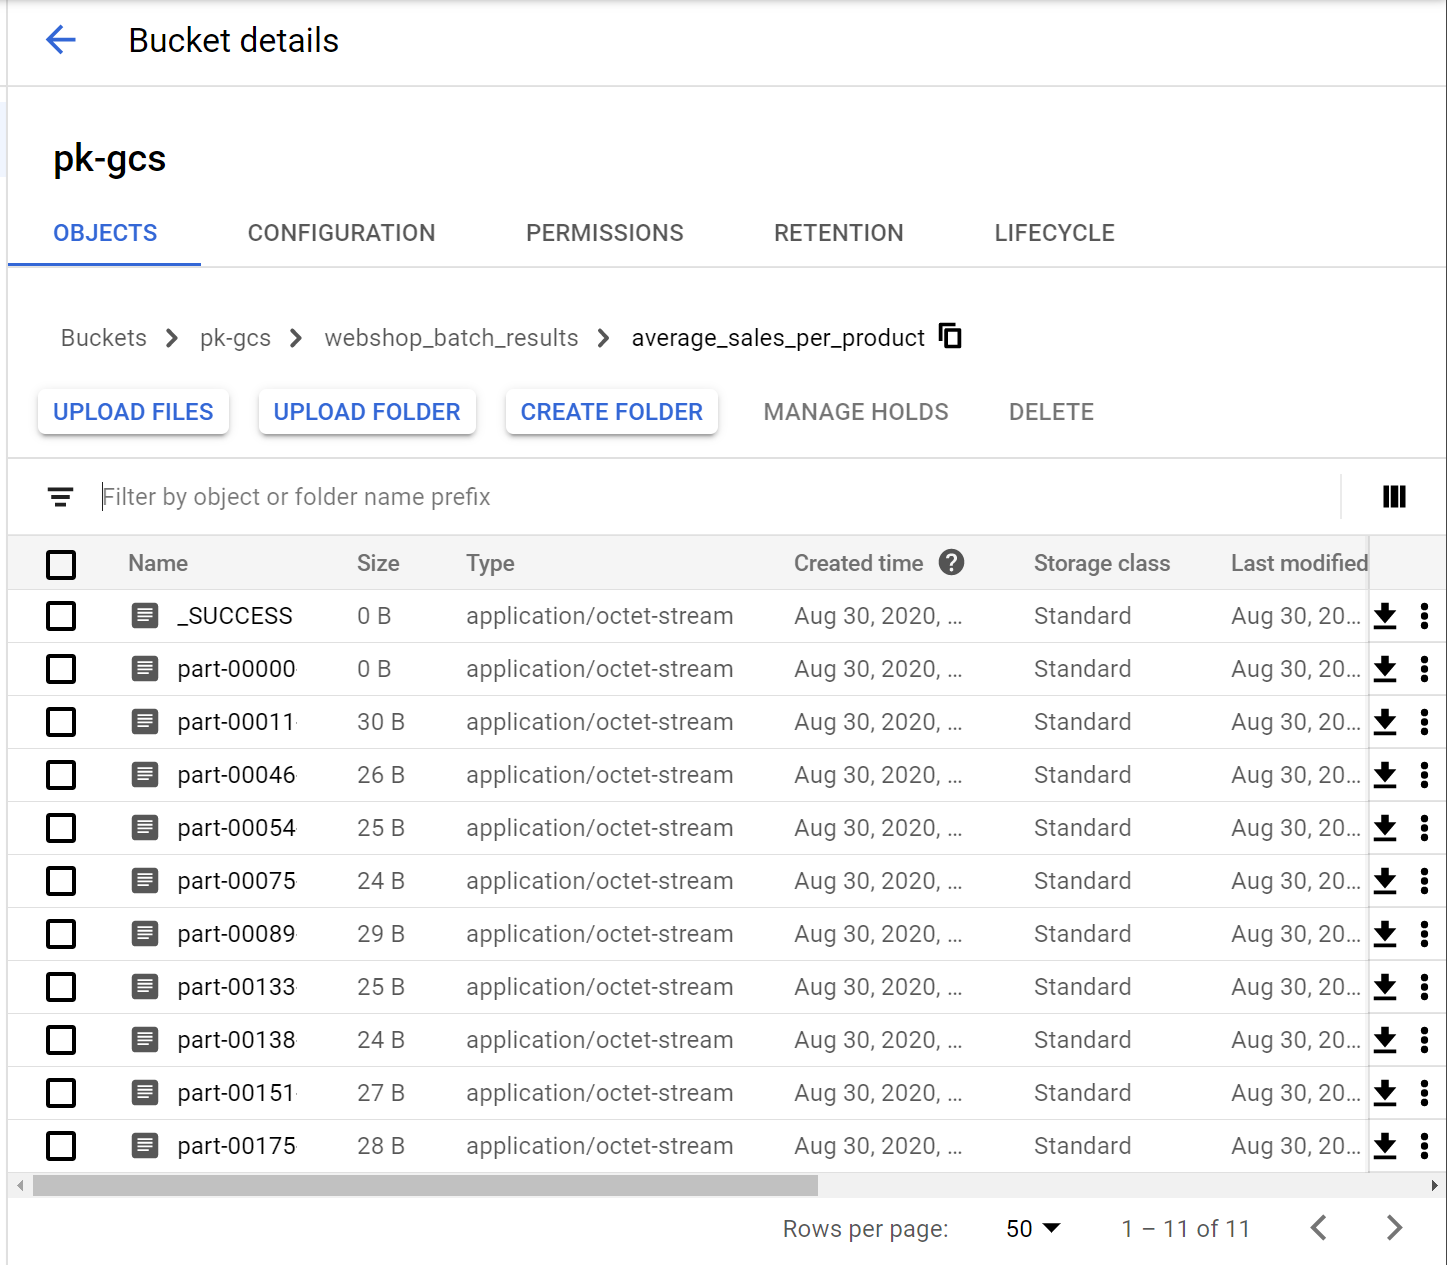 Bucket details
pk-gcs
OBJECTS CONFIGURATION PERMISSIONS RETENTION LIFECYCLE
Buckets pk-gcs webshop_batch_results average_sales_per_product
UPLOAD FILES UPLOAD FOLDER CREATE FOLDER MANAGE HOLDS DELETE
Filter by object or folder name prefix
Name Size Type Created time ? Storage class Last modified
_SUCCESS 0 B application/octet-stream Aug 30, 2020, ... Standard Aug 30, 20...
part-00000- 0 B application/octet-stream Aug 30, 2020, ... Standard Aug 30, 20...
part-00011- 30 B application/octet-stream Aug 30, 2020, ... Standard Aug 30, 20...
part-00046- 26 B application/octet-stream Aug 30, 2020, ... Standard Aug 30, 20...
part-00054- 25 B application/octet-stream Aug 30, 2020, ... Standard Aug 30, 20...
part-00075- 24 B application/octet-stream Aug 30, 2020, ... Standard Aug 30, 20...
part-00089- 29 B application/octet-stream Aug 30, 2020, ... Standard Aug 30, 20...
part-00133- 25 B application/octet-stream Aug 30, 2020, ... Standard Aug 30, 20...
part-00138- 24 B application/octet-stream Aug 30, 2020, ... Standard Aug 30, 20...
part-00151- 27 B application/octet-stream Aug 30, 2020, ... Standard Aug 30, 20...
part-00175- 28 B application/octet-stream Aug 30, 2020, ... Standard Aug 30, 20...
Rows per page: 50 1 – 11 of 11